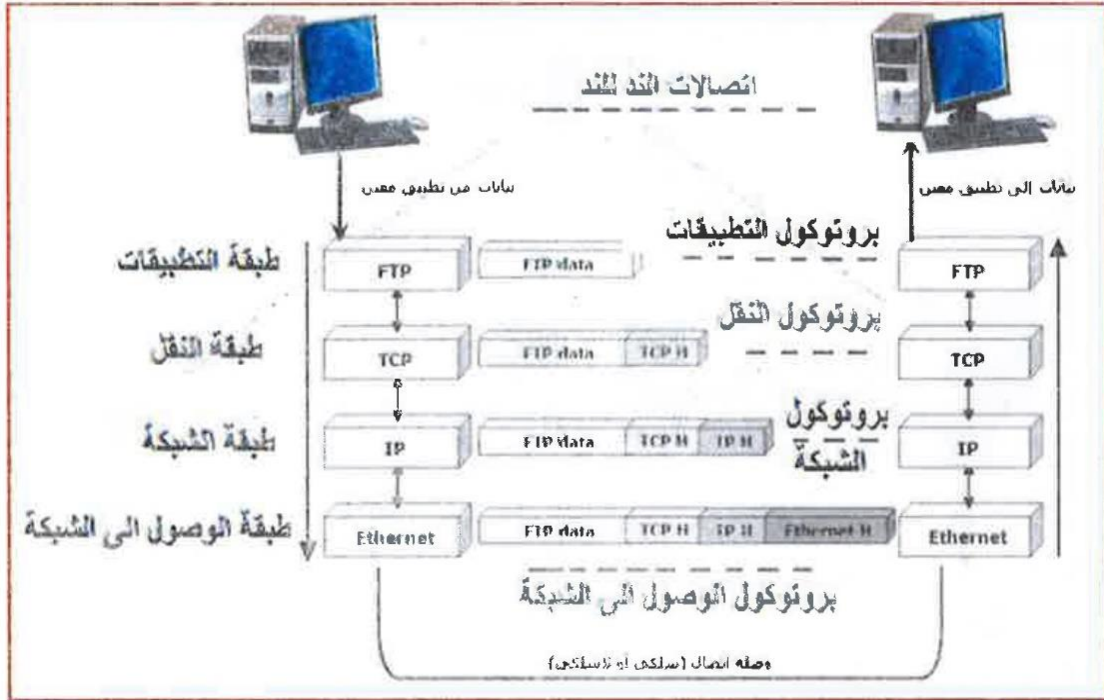 اتصالات الند للند
بيانات من تطبيق معين
بيانات إلى تطبيق معين
طبقة التطبيقات
FTP
FTP data
بروتوكول التطبيقات
FTP
طبقة النقل
TCP
FTP data
TCP H
بروتوكول النقل
TCP
طبقة الشبكة
IP
FTP data
TCP H
IP H
بروتوكول
الشبكة
IP
طبقة الوصول الى الشبكة
Ethernet
FTP data
TCP H
IP H
Ethernet H
Ethernet
بروتوكول الوصول الى الشبكة
وصلة اتصال (سلكي أو لاسلكي)